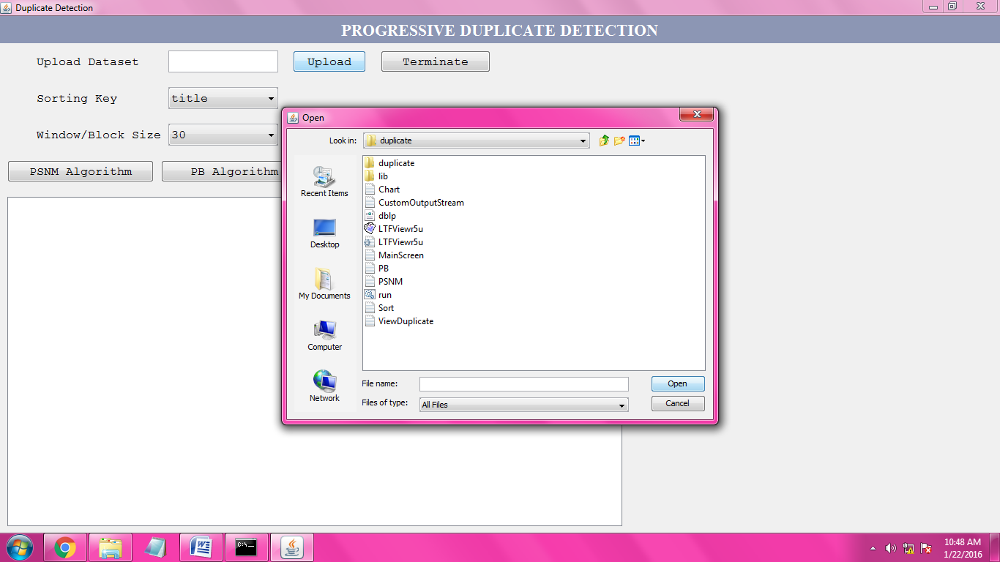 Duplicate Detection
PROGRESSIVE DUPLICATE DETECTION
Upload Dataset
Upload
Terminate
Sorting Key
title
Window/Block Size
30
PSNM Algorithm
PB Algorithm
Open
Look in:
duplicate
Recent Items
Desktop
My Documents
Computer
Network
duplicate
lib
Chart
CustomOutputStream
dblp
LTFViewr5u
LTFViewr5u
MainScreen
PB
PSNM
run
Sort
ViewDuplicate
File name:
Open
Files of type:
All Files
Cancel
C:\
10:48 AM
1/22/2016